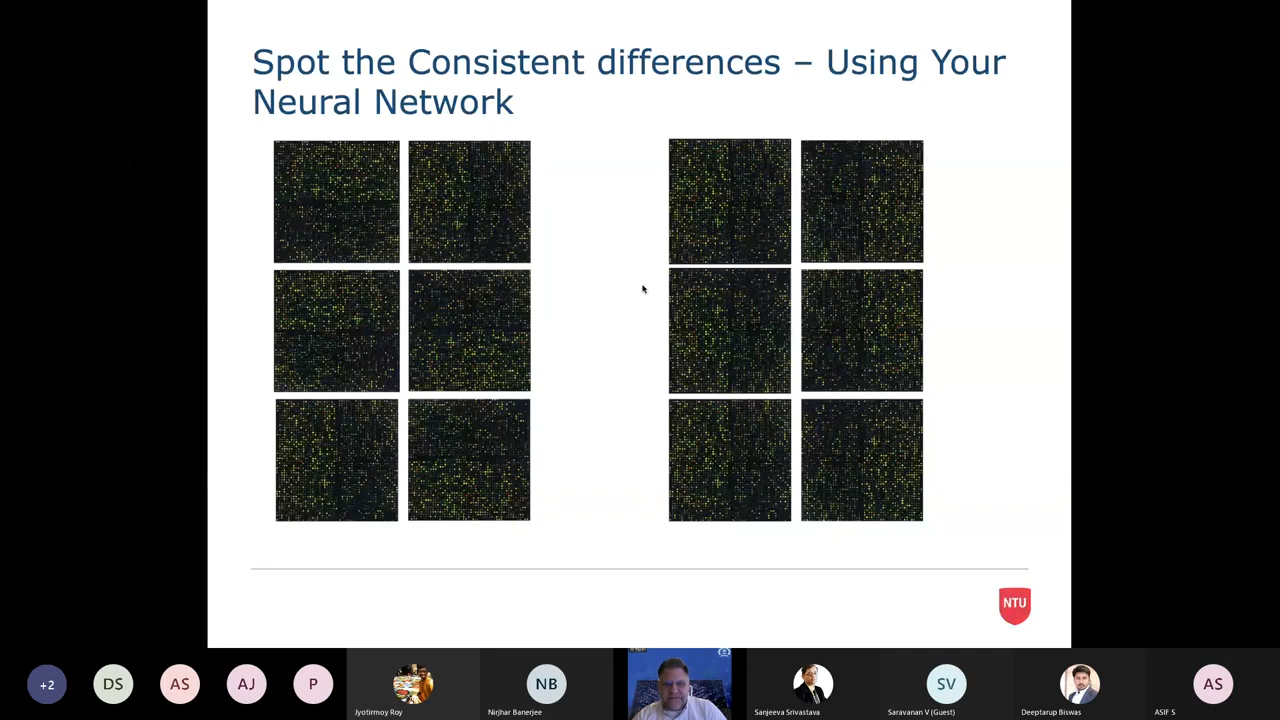 Spot the Consistent differences – Using Your
Neural Network
NTU
+2
DS
AS
AJ
P
Jyotirmoy Roy
NB
Nirjhar Banerjee
Sanjeeva Srivastava
SV
Saravanan V (Guest)
Deeptarup Biswas
AS
ASIF S